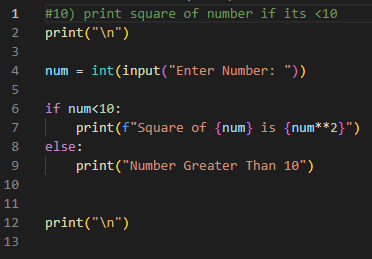 1 #10) print square of number if its <10
2 print("\n")
3
4 num = int(input("Enter Number: "))
5
6 if num<10:
7     print(f"Square of {num} is {num**2}")
8 else:
9     print("Number Greater Than 10")
10
11
12 print("\n")
13